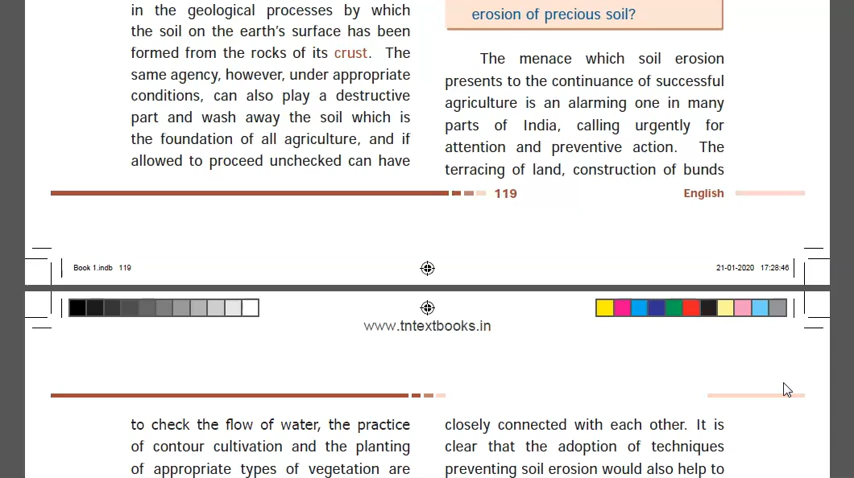 in the geological processes by which
the soil on the earth's surface has been
formed from the rocks of its crust. The
same agency, however, under appropriate
conditions, can also play a destructive
part and wash away the soil which is
the foundation of all agriculture, and if
allowed to proceed unchecked can have
erosion of precious soil?
The menace which soil erosion
presents to the continuance of successful
agriculture is an alarming one in many
parts of India, calling urgently for
attention and preventive action. The
terracing of land, construction of bunds
119
English
Book 1.indb 119
21-01-2020 17:28:46
www.tntextbooks.in
to check the flow of water, the practice
of contour cultivation and the planting
of appropriate types of vegetation are
closely connected with each other. It is
clear that the adoption of techniques
preventing soil erosion would also help to